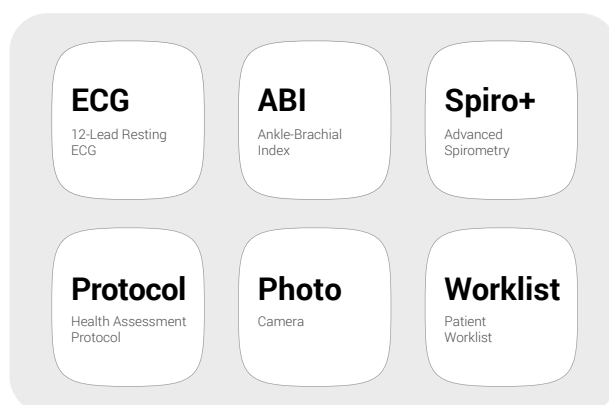 ECG
12-Lead Resting
ECG
ABI
Ankle-Brachial
Index
Spiro+
Advanced
Spirometry
Protocol
Health Assessment
Protocol
Photo
Camera
Worklist
Patient
Worklist